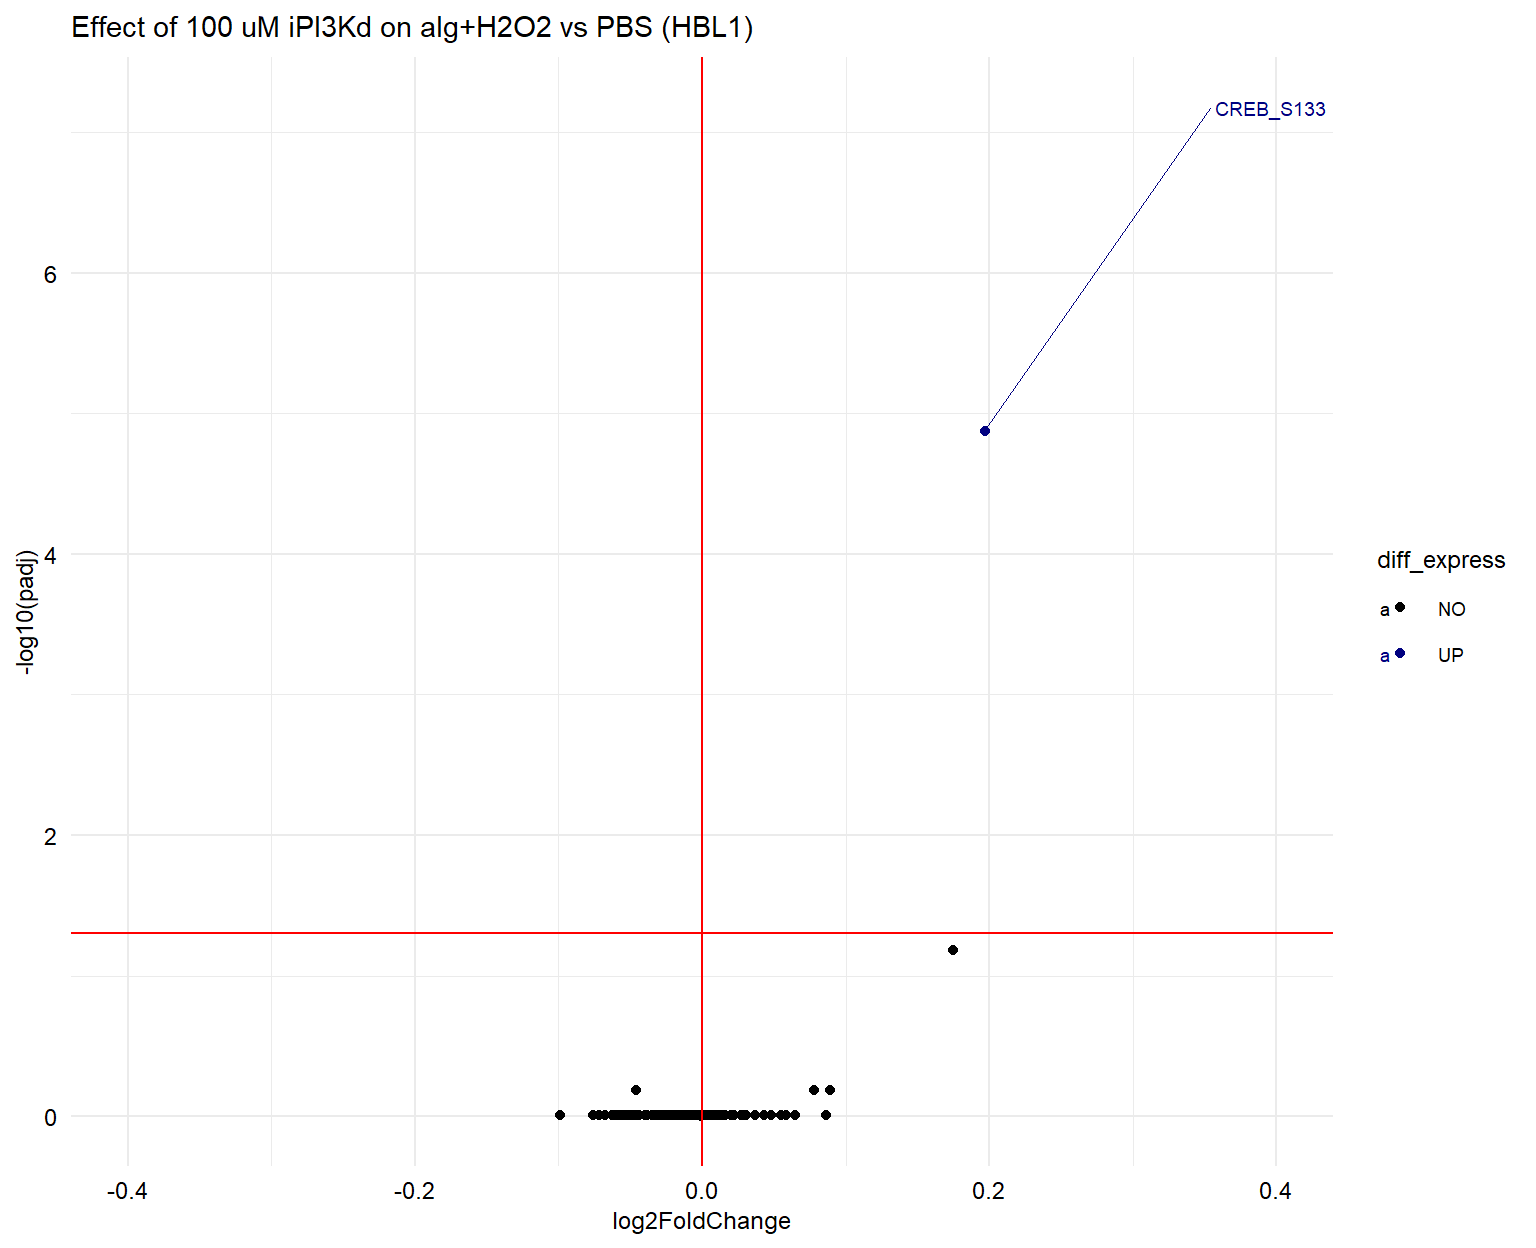 Effect of 100 uM iPI3Kd on aIg+H2O2 vs PBS (HBL1)
CREB_S133
6
4
2
0
-log10(padj)
-0.4
-0.2
0.0
0.2
0.4
log2FoldChange
diff_express
a NO
a UP